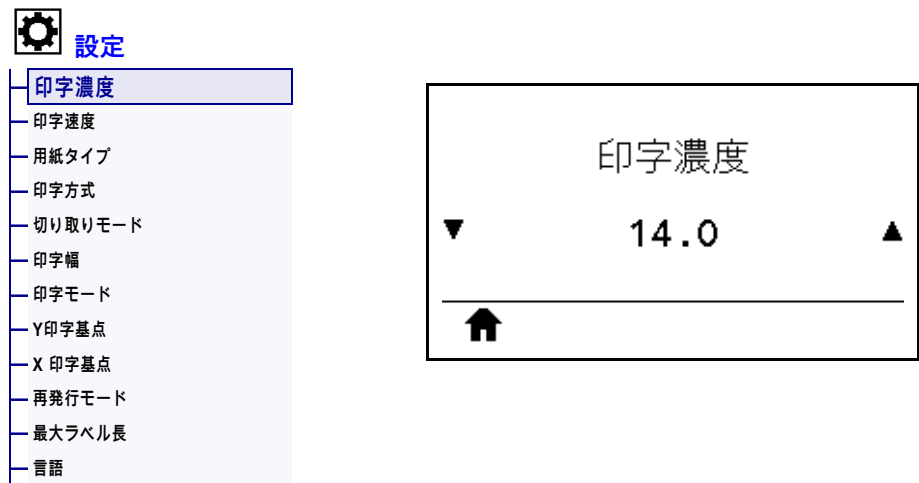 設定
印字濃度
印字速度
用紙タイプ
印字方式
切り取りモード
印字幅
印字モード
Y印字基点
X 印字基点
再発行モード
最大ラベル長
言語
印字濃度
▼ 14.0 ▲